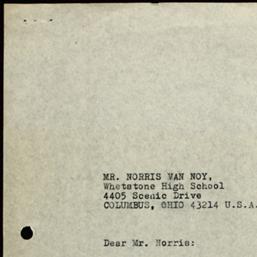 MR. NORRIS VAN NOY,
Whetstone High School
4405 Scenic Drive
COLUMBUS, OHIO 43214 U.S.A.
Dear Mr. Norris: